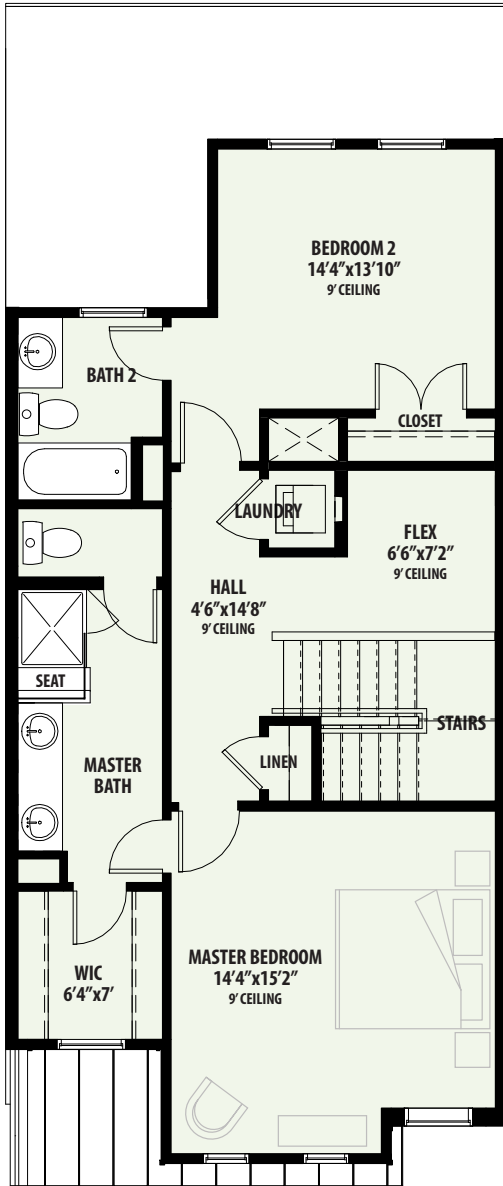 BEDROOM 2
14'4"x13'10"
9' CEILING
BATH 2
CLOSET
LAUNDRY
FLEX
6'6"x7'2"
9' CEILING
HALL
4'6"x14'8"
9' CEILING
SEAT
STAIRS
LINEN
MASTER
BATH
MASTER BEDROOM
14'4"x15'2"
9' CEILING
WIC
6'4"x7'